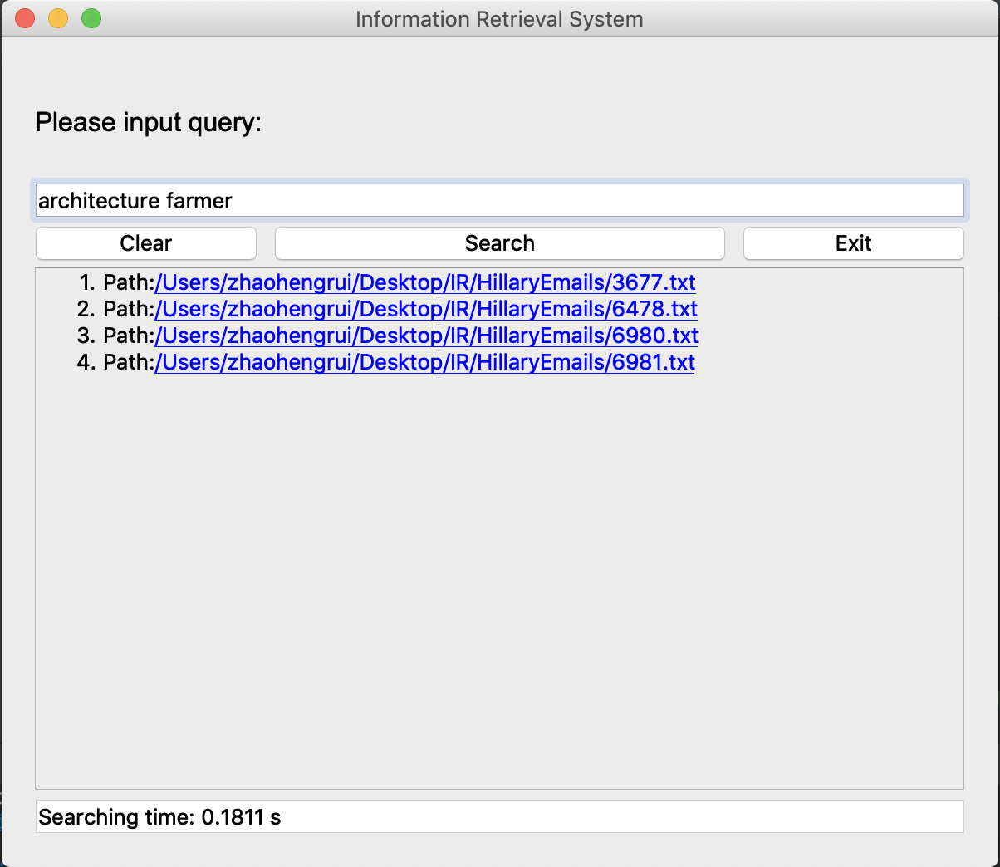 Information Retrieval System
Please input query:
architecture farmer
Clear Search Exit
1. Path:/Users/zhaohengrui/Desktop/IR/HillaryEmails/3677.txt
2. Path:/Users/zhaohengrui/Desktop/IR/HillaryEmails/6478.txt
3. Path:/Users/zhaohengrui/Desktop/IR/HillaryEmails/6980.txt
4. Path:/Users/zhaohengrui/Desktop/IR/HillaryEmails/6981.txt
Searching time: 0.1811 s